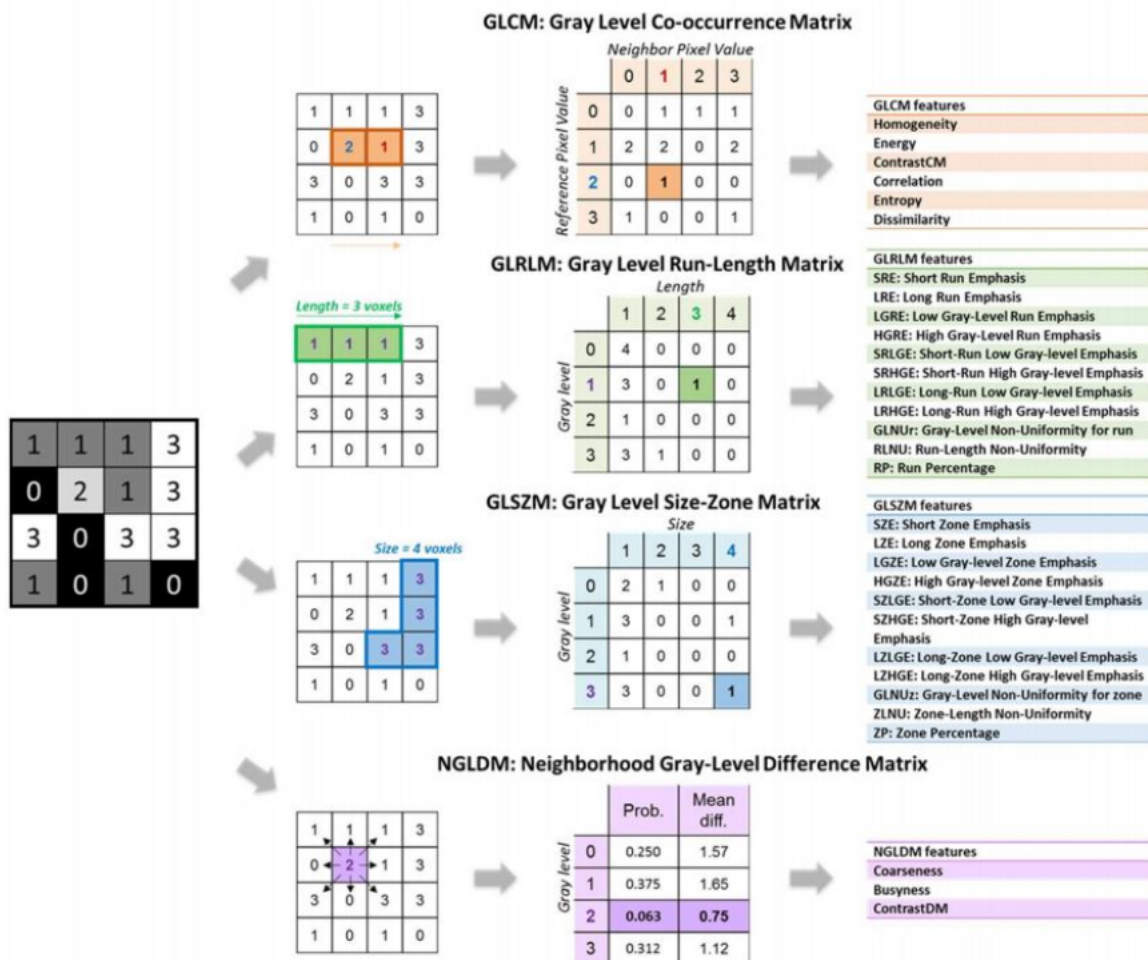 GLCM: Gray Level Co-occurrence Matrix
Neighbor Pixel Value
0 1 2 3
Reference Pixel Value
0 0 1 1 1
1 2 2 0 2
2 0 1 0 0
3 1 0 0 1
1 1 1 3
0 2 1 3
3 0 3 3
1 0 1 0
GLCM features
Homogeneity
Energy
ContrastCM
Correlation
Entropy
Dissimilarity
GLRLM: Gray Level Run-Length Matrix
Length = 3 voxels
1 1 1 3
0 2 1 3
3 0 3 3
1 0 1 0
Length
1 2 3 4
Gray level
0 4 0 0 0
1 3 0 1 0
2 1 0 0 0
3 3 1 0 0
GLRLM features
SRE: Short Run Emphasis
LRE: Long Run Emphasis
LGRE: Low Gray-Level Run Emphasis
HGRE: High Gray-Level Run Emphasis
SRLGE: Short-Run Low Gray-level Emphasis
SRHGE: Short-Run High Gray-level Emphasis
LRLGE: Long-Run Low Gray-level Emphasis
LRHGE: Long-Run High Gray-level Emphasis
GLNUr: Gray-Level Non-Uniformity for run
RLNU: Run-Length Non-Uniformity
RP: Run Percentage
1 1 1 3
0 2 1 3
3 0 3 3
1 0 1 0
GLSZM: Gray Level Size-Zone Matrix
Size = 4 voxels
1 1 1 3
0 2 1 3
3 0 3 3
1 0 1 0
Size
1 2 3 4
Gray level
0 2 1 0 0
1 3 0 0 1
2 1 0 0 0
3 3 0 0 1
GLSZM features
SZE: Short Zone Emphasis
LZE: Long Zone Emphasis
LGZE: Low Gray-level Zone Emphasis
HGZE: High Gray-level Zone Emphasis
SZLGE: Short-Zone Low Gray-level Emphasis
SZHGE: Short-Zone High Gray-level
Emphasis
LZLGE: Long-Zone Low Gray-level Emphasis
LZHGE: Long-Zone High Gray-level Emphasis
GLNUz: Gray-Level Non-Uniformity for zone
ZLNU: Zone-Length Non-Uniformity
ZP: Zone Percentage
NGLDM: Neighborhood Gray-Level Difference Matrix
1 1 1 3
0 2 1 3
3 0 3 3
1 0 1 0
Prob. Mean diff.
Gray level
0 0.250 1.57
1 0.375 1.65
2 0.063 0.75
3 0.312 1.12
NGLDM features
Coarseness
Busyness
ContrastDM